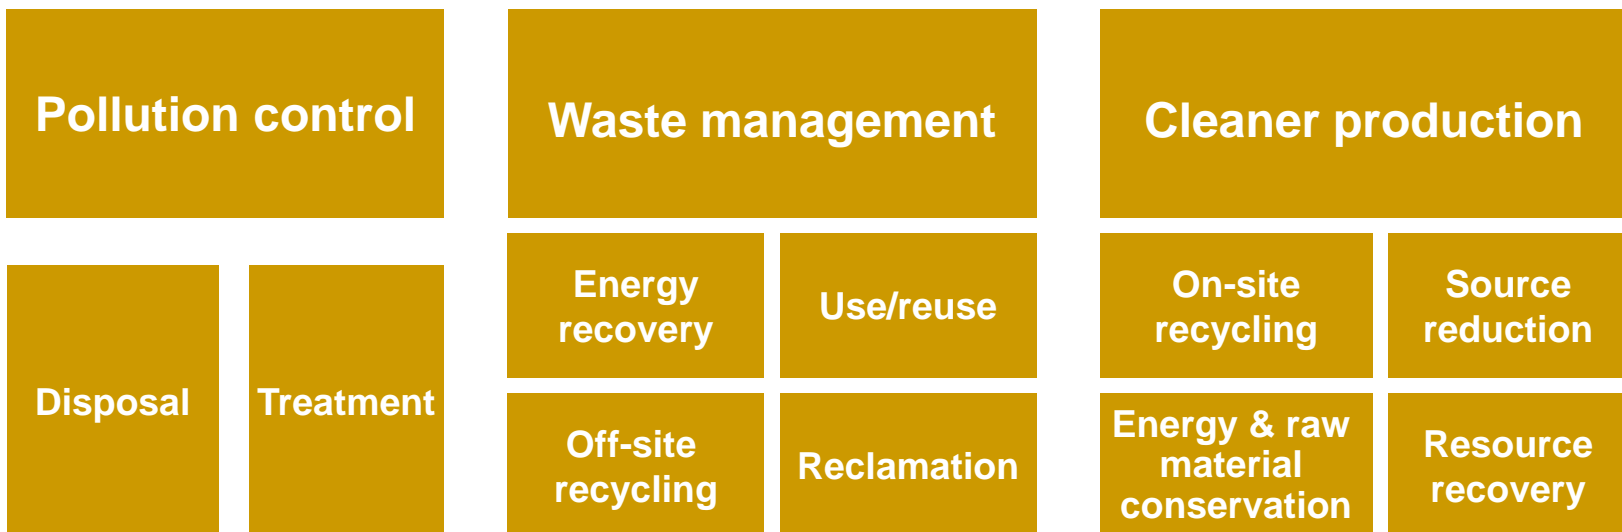 Pollution control
Waste management
Cleaner production
Disposal
Treatment
Energy
recovery
Use/reuse
Off-site
recycling
Reclamation
On-site
recycling
Source
reduction
Energy & raw
material
conservation
Resource
recovery